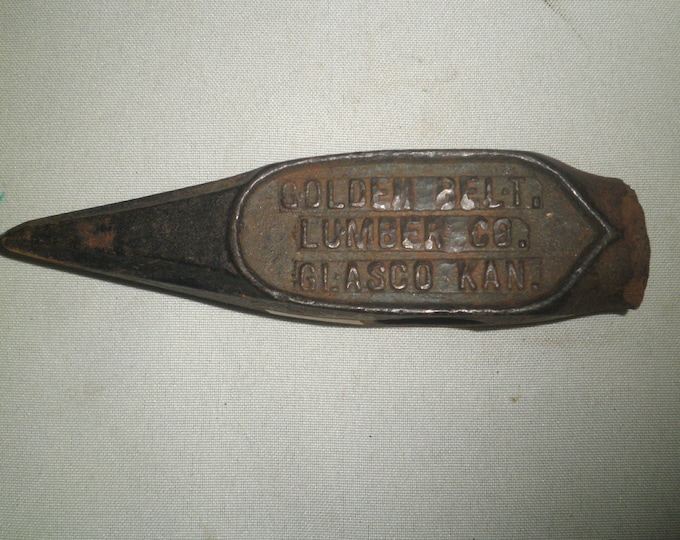 GOLDEN BELT.
LUMBER CO.
GLASCO KAN.